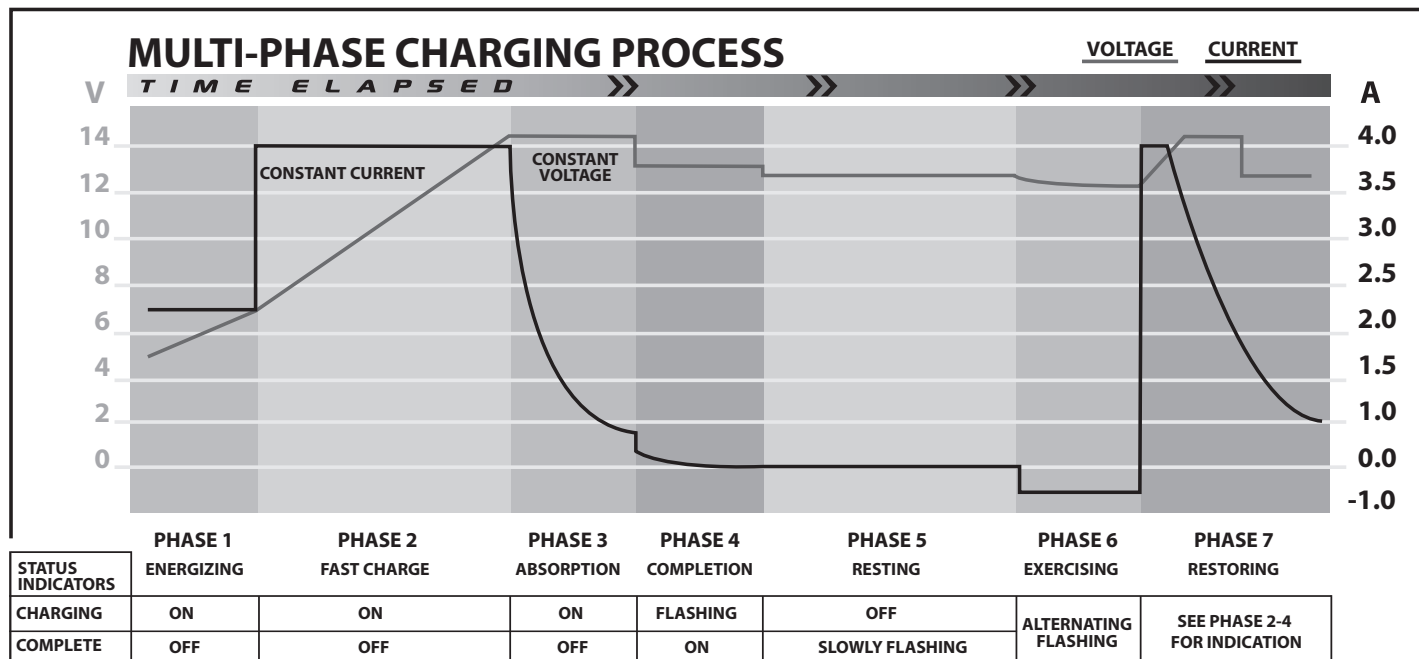 MULTI-PHASE CHARGING PROCESS
VOLTAGE CURRENT
TIME ELAPSED
V
A
14
12
10
8
6
4
2
0
4.0
3.5
3.0
2.5
2.0
1.5
1.0
0.0
-1.0
CONSTANT CURRENT
CONSTANT
VOLTAGE
PHASE 1 PHASE 2 PHASE 3 PHASE 4 PHASE 5 PHASE 6 PHASE 7
STATUS
INDICATORS
ENERGIZING FAST CHARGE ABSORPTION COMPLETION RESTING EXERCISING RESTORING
CHARGING ON ON ON FLASHING OFF
COMPLETE OFF OFF OFF ON SLOWLY FLASHING
ALTERNATING
FLASHING
SEE PHASE 2-4
FOR INDICATION